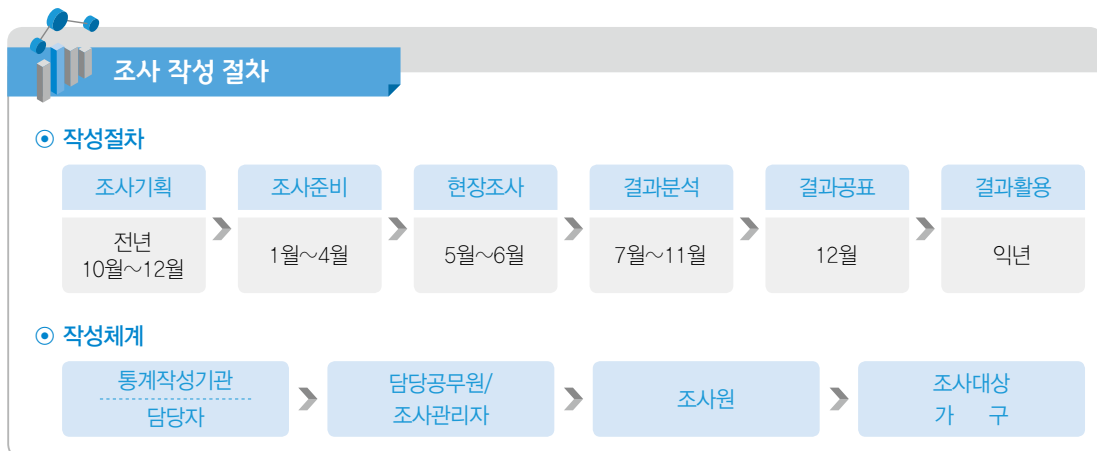 조사 작성 절차
작성절차
조사기획 조사준비 현장조사 결과분석 결과공표 결과활용
전년
10월~12월 1월~4월 5월~6월 7월~11월 12월 익년
작성체계
통계작성기관
담당자
담당공무원/
조사관리자
조사원
조사대상
가 구